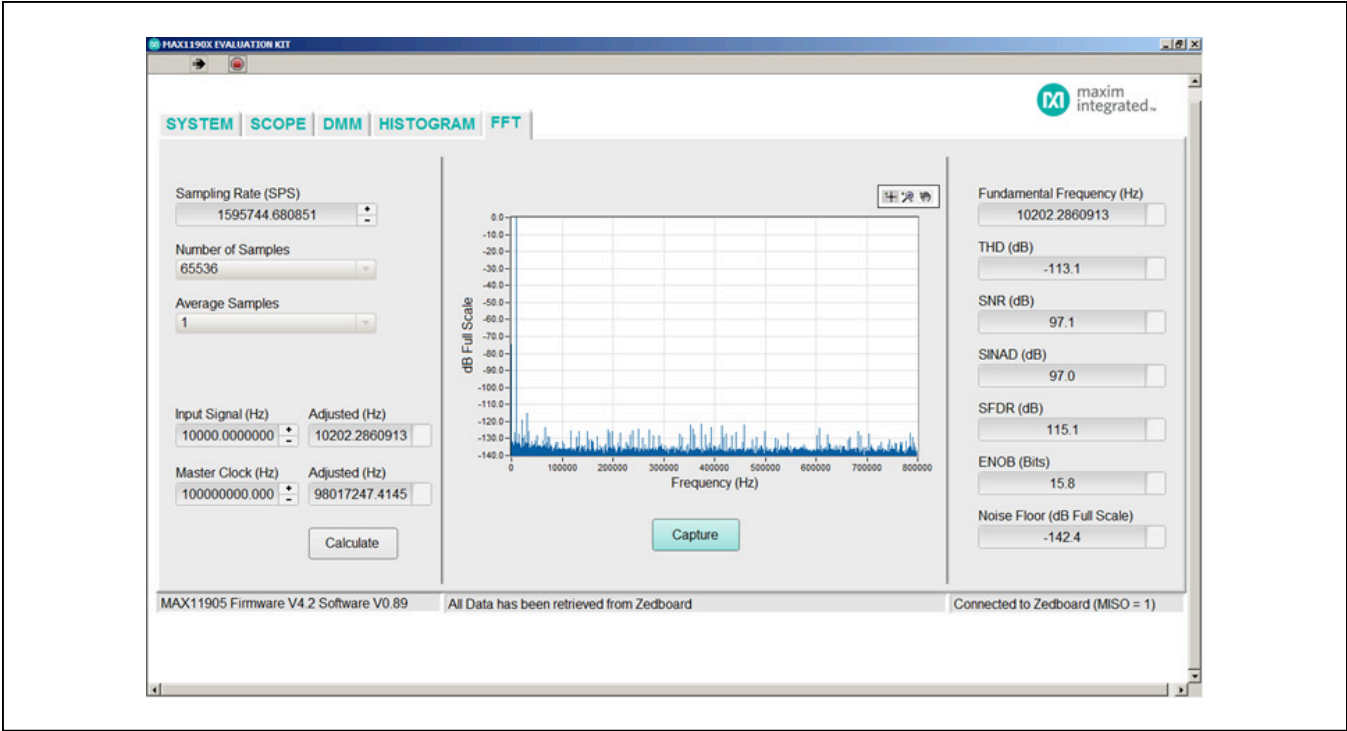 MAX1190X EVALUATION KIT
maxim
integrated™
SYSTEM SCOPE DMM HISTOGRAM FFT
Sampling Rate (SPS)
1595744.680851
Number of Samples
65536
Average Samples
1
Input Signal (Hz) Adjusted (Hz)
10000.0000000 10202.2860913
Master Clock (Hz) Adjusted (Hz)
100000000.000 98017247.4145
Calculate
dB Full Scale
0.0
-10.0
-20.0
-30.0
-40.0
-50.0
-60.0
-70.0
-80.0
-90.0
-100.0
-110.0
-120.0
-130.0
-140.0
0 100000 200000 300000 400000 500000 600000 700000 800000
Frequency (Hz)
Capture
Fundamental Frequency (Hz)
10202.2860913
THD (dB)
-113.1
SNR (dB)
97.1
SINAD (dB)
97.0
SFDR (dB)
115.1
ENOB (Bits)
15.8
Noise Floor (dB Full Scale)
-142.4
MAX11905 Firmware V4.2 Software V0.89 All Data has been retrieved from Zedboard Connected to Zedboard (MISO = 1)